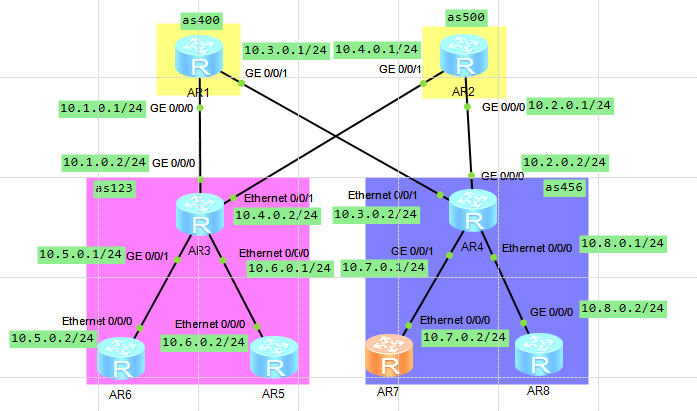 as400
as500
10.3.0.1/24
10.4.0.1/24
R
R
GE 0/0/1
GE 0/0/1
AR1
AR2
10.1.0.1/24
GE 0/0/0
GE 0/0/0
10.2.0.1/24
10.1.0.2/24
GE 0/0/0
10.2.0.2/24
GE 0/0/0
as123
as456
Ethernet 0/0/1
Ethernet 0/0/1
R
10.4.0.2/24
10.3.0.2/24
R
AR3
AR4
10.5.0.1/24
GE 0/0/1
Ethernet 0/0/0
GE 0/0/1
Ethernet 0/0/0
10.8.0.1/24
10.6.0.1/24
10.7.0.1/24
Ethernet 0/0/0
Ethernet 0/0/0
Ethernet 0/0/0
GE 0/0/0
10.8.0.2/24
10.5.0.2/24
10.6.0.2/24
10.7.0.2/24
R
R
R
R
AR6
AR5
AR7
AR8